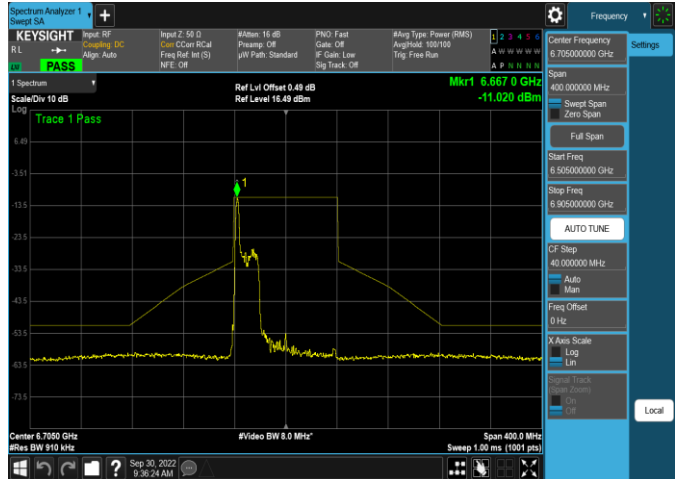 Spectrum Analyzer 1
Swept SA
+
Frequency
KEYSIGHT
RL
PASS
Input: RF
Coupling: DC
Align: Auto
Input Z: 50 Ω
Corr CCorr RCal
Freq Ref: Int (S)
NFE: Off
#Atten: 16 dB
Preamp: Off
µW Path: Standard
PNO: Fast
Gate: Off
IF Gain: Low
Sig Track: Off
#Avg Type: Power (RMS)
Avg|Hold: 100/100
Trig: Free Run
1 2 3 4 5 6
A W W W W W
A P N N N N
1 Spectrum
Scale/Div 10 dB
Ref Lvl Offset 0.49 dB
Ref Level 16.49 dBm
Mkr1 6.667 0 GHz
-11.020 dBm
Log
Trace 1 Pass
6.49
-3.51
-13.5
-23.5
-33.5
-43.5
-53.5
-63.5
-73.5
1
Center 6.7050 GHz
#Res BW 910 kHz
#Video BW 8.0 MHz*
Span 400.0 MHz
Sweep 1.00 ms (1001 pts)
Sep 30, 2022
9:36:24 AM
?
Center Frequency
6.705000000 GHz
Span
400.000000 MHz
Swept Span
Zero Span
Full Span
Start Freq
6.505000000 GHz
Stop Freq
6.905000000 GHz
AUTO TUNE
CF Step
40.000000 MHz
Auto
Man
Freq Offset
0 Hz
X Axis Scale
Log
Lin
Signal Track
(Span Zoom)
On
Off
Settings
Local